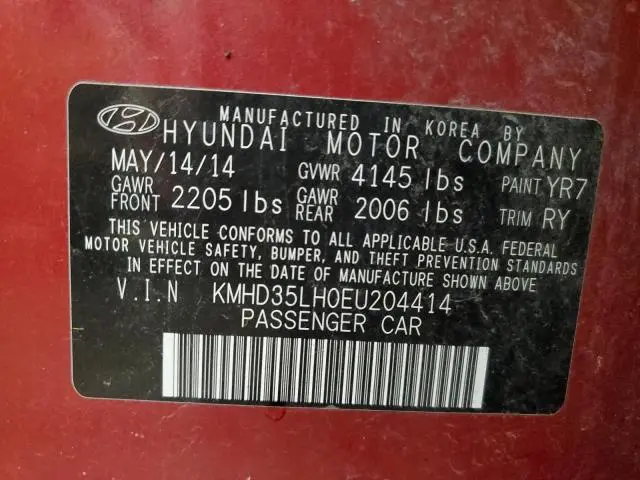 MANUFACTURED IN KOREA BY
HYUNDAI MOTOR COMPANY
MAY/14/14 GVWR 4145 lbs PAINT YR7
GAWR FRONT 2205 lbs GAWR REAR 2006 lbs TRIM RY
THIS VEHICLE CONFORMS TO ALL APPLICABLE U.S.A. FEDERAL
MOTOR VEHICLE SAFETY, BUMPER, AND THEFT PREVENTION STANDARDS
IN EFFECT ON THE DATE OF MANUFACTURE SHOWN ABOVE
V.I.N KMHD35LH0EU204414
PASSENGER CAR